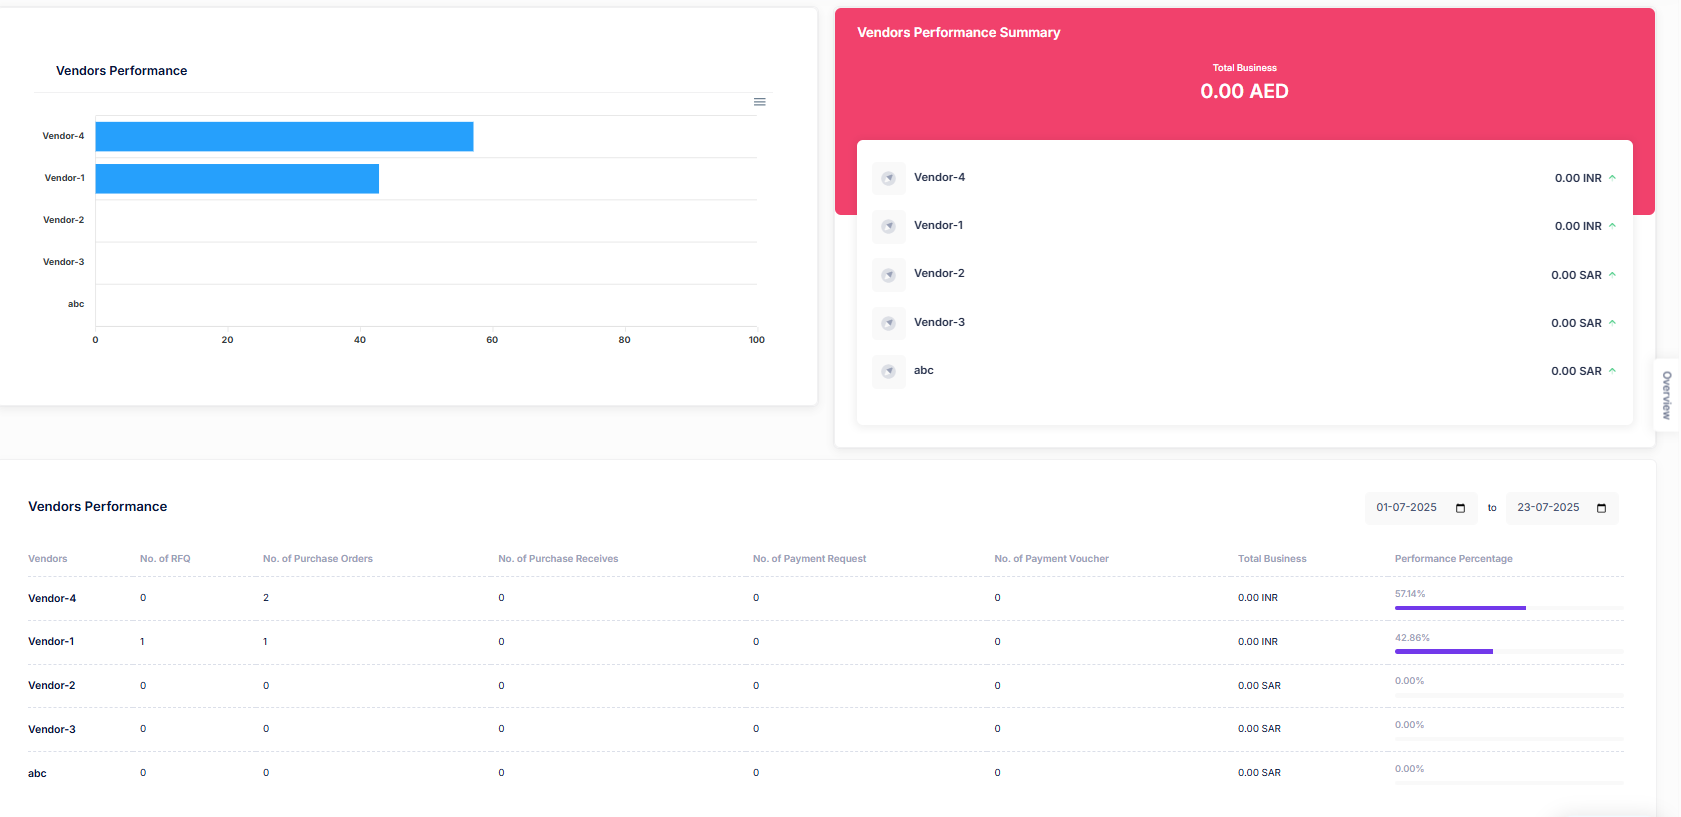 Vendors Performance
Vendor-4
Vendor-1
Vendor-2
Vendor-3
abc
0 20 40 60 80 100
Vendors Performance Summary
Total Business
0.00 AED
Vendor-4 0.00 INR
Vendor-1 0.00 INR
Vendor-2 0.00 SAR
Vendor-3 0.00 SAR
abc 0.00 SAR
Overview
Vendors Performance 01-07-2025 to 23-07-2025
Vendors No. of RFQ No. of Purchase Orders No. of Purchase Receives No. of Payment Request No. of Payment Voucher Total Business Performance Percentage
Vendor-4 0 2 0 0 0 0.00 INR 57.14%
Vendor-1 1 1 0 0 0 0.00 INR 42.86%
Vendor-2 0 0 0 0 0 0.00 SAR 0.00%
Vendor-3 0 0 0 0 0 0.00 SAR 0.00%
abc 0 0 0 0 0 0.00 SAR 0.00%